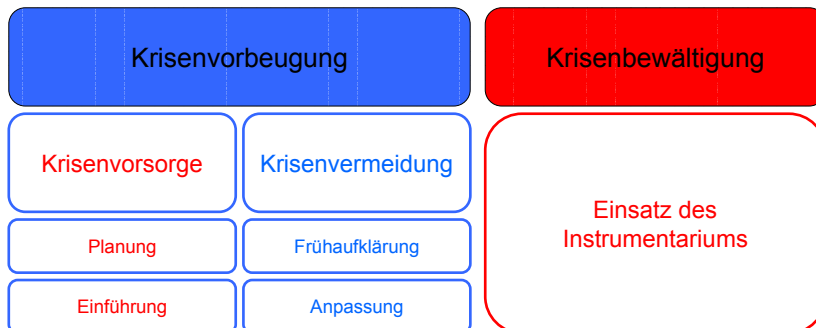 Krisenvorbeugung
Krisenbewältigung
Krisenvorsorge
Krisenvermeidung
Einsatz des
Instrumentariums
Planung
Frühaufklärung
Einführung
Anpassung